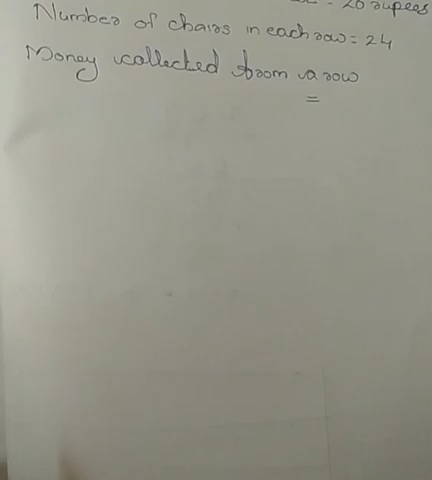 = 20 rupees
Number of chairs in each row = 24
Money collected from a row
=